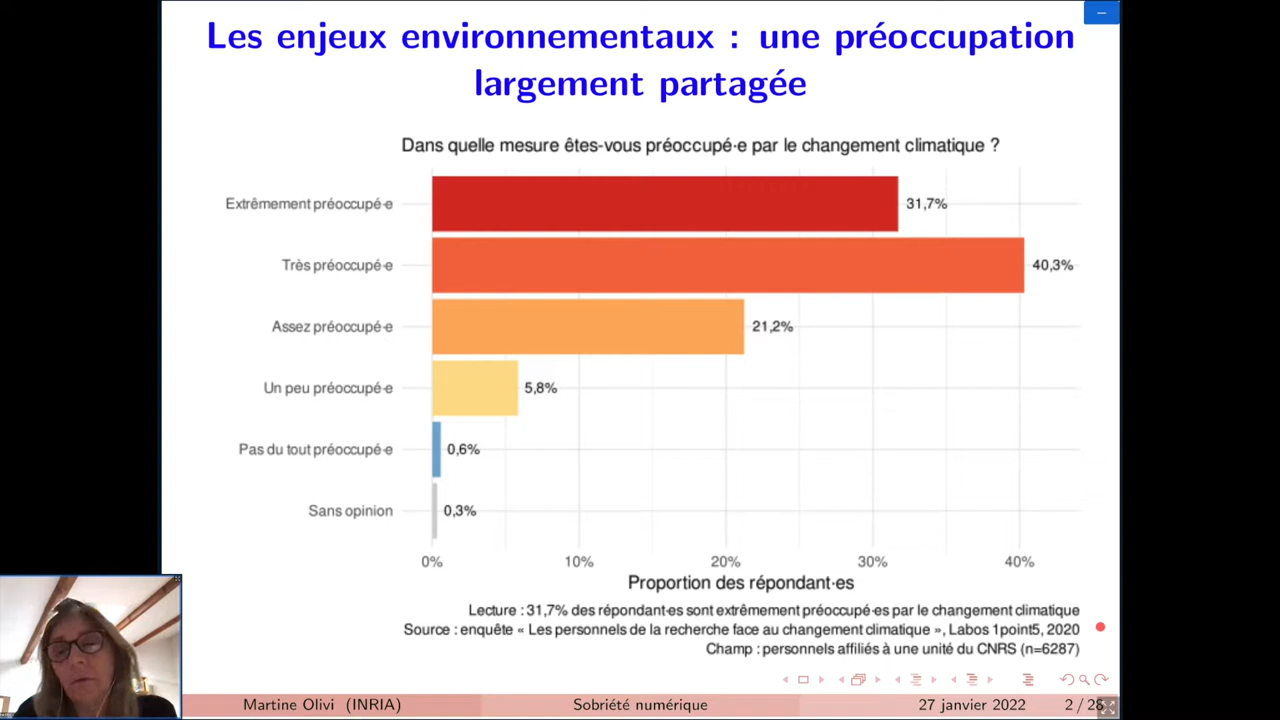 Les enjeux environnementaux : une préoccupation
largement partagée
Dans quelle mesure êtes-vous préoccupé·e par le changement climatique ?
Extrêmement préoccupé·e
31,7%
Très préoccupé·e
40,3%
Assez préoccupé·e
21,2%
Un peu préoccupé·e
5,8%
Pas du tout préoccupé·e
0,6%
Sans opinion
0,3%
0% 10% 20% 30% 40%
Proportion des répondant·es
Lecture : 31,7% des répondant·es sont extrêmement préoccupé·es par le changement climatique
Source : enquête « Les personnels de la recherche face au changement climatique », Labos 1point5, 2020
Champ : personnels affiliés à une unité du CNRS (n=6287)
Martine Olivi (INRIA) Sobriété numérique 27 janvier 2022 2 / 28